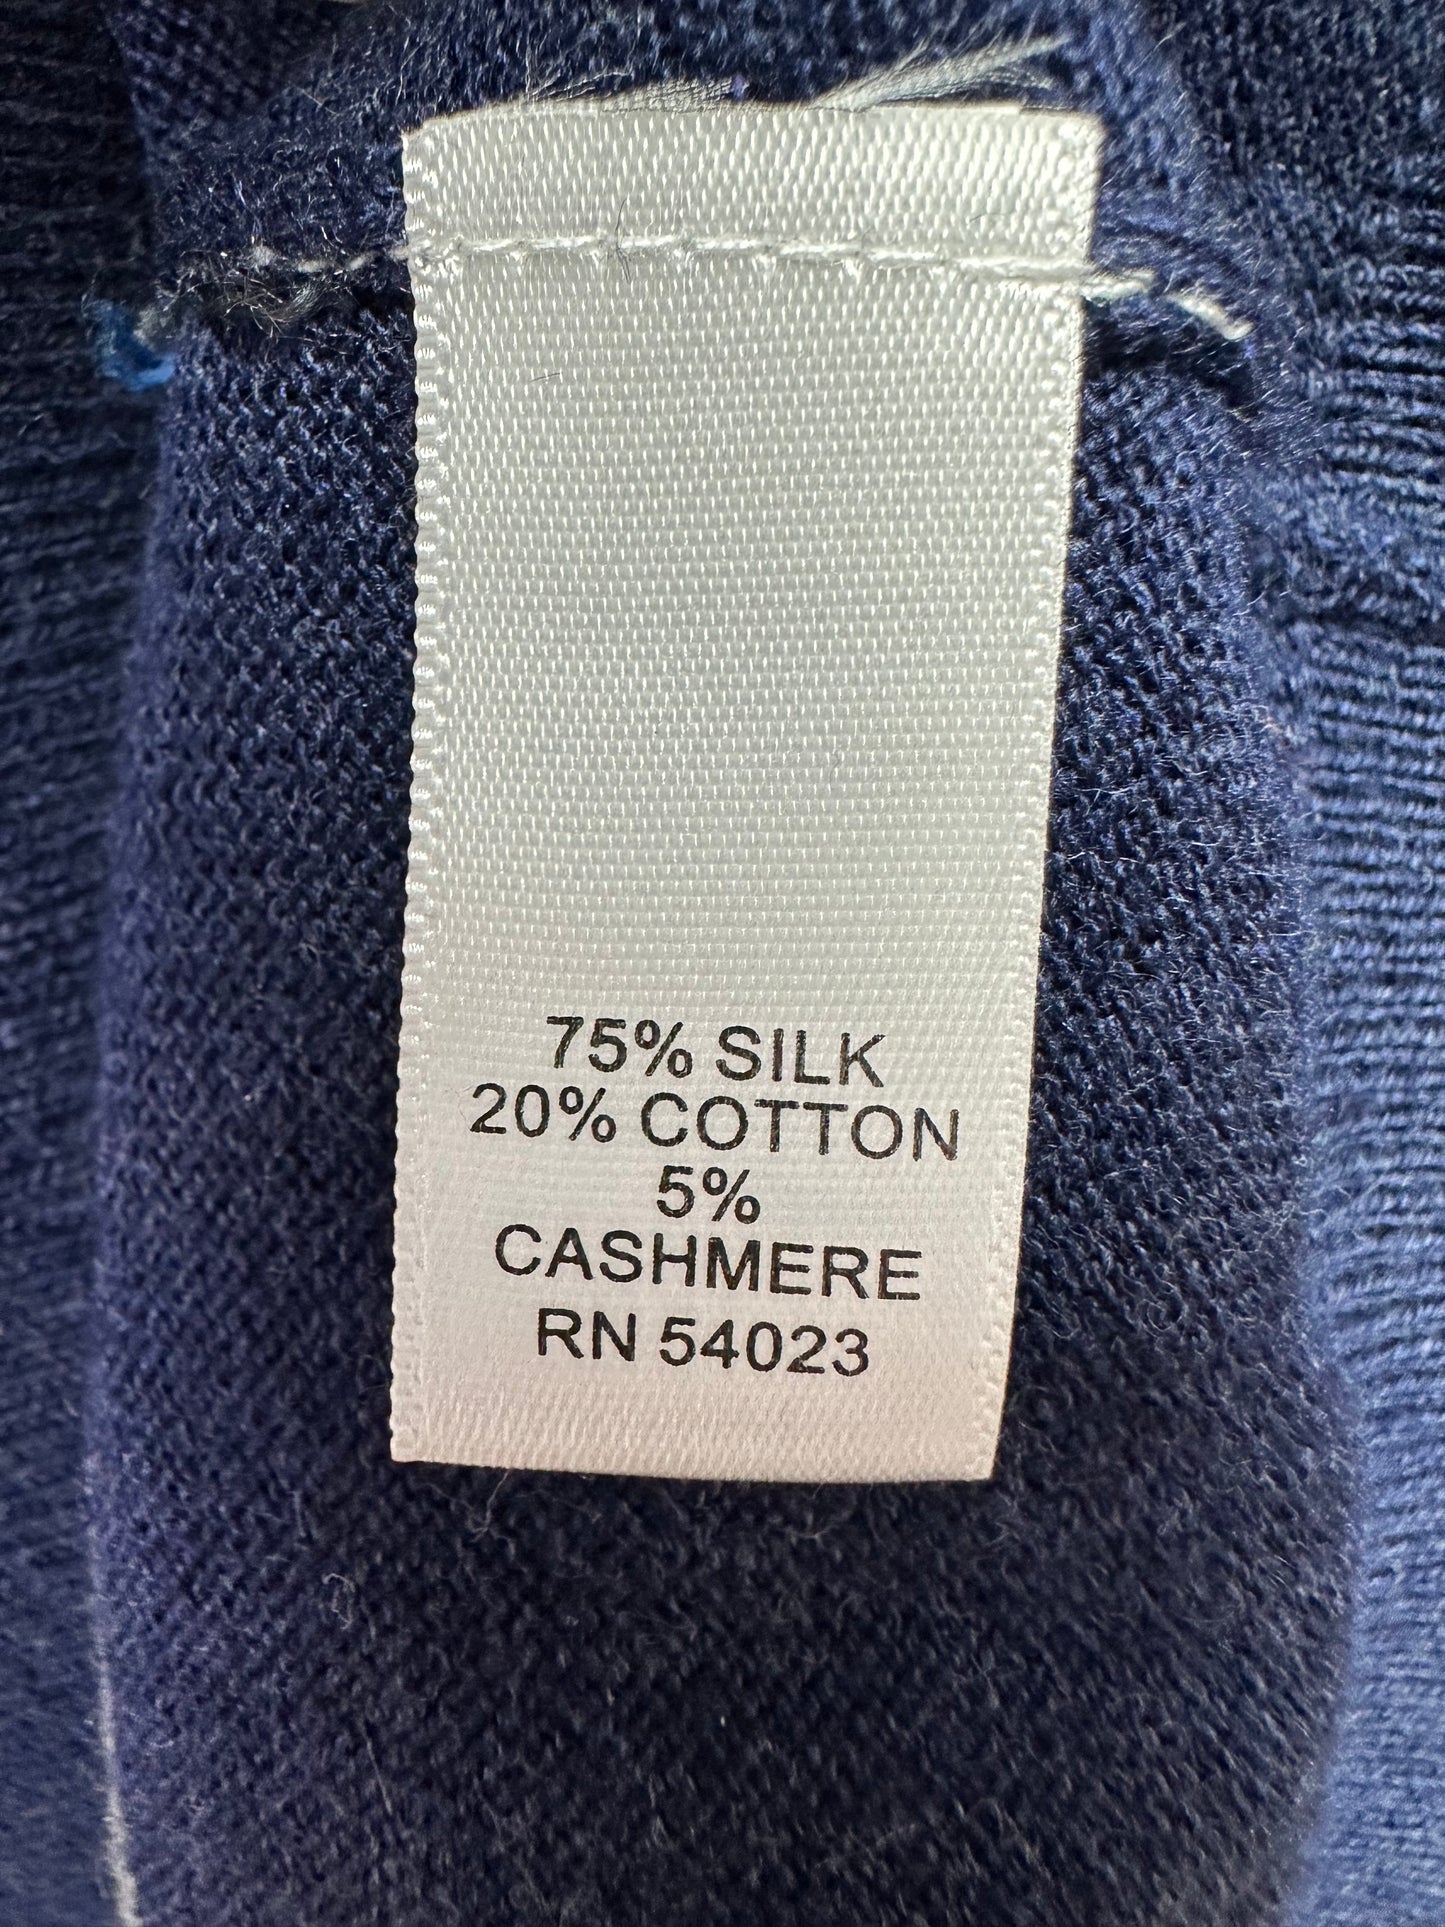 75% SILK
20% COTTON
5%
CASHMERE
RN 54023